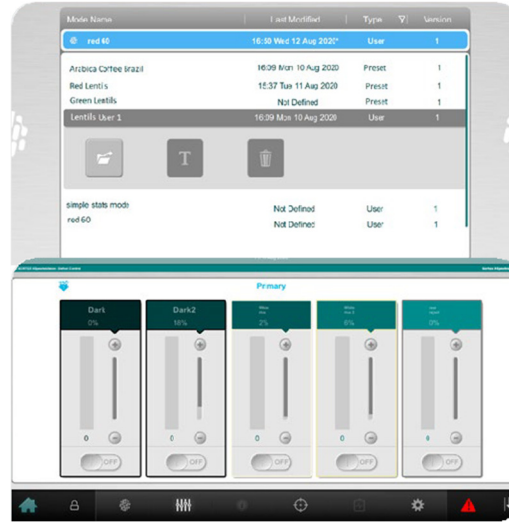 Mode Name Last Modified Type Version
red 60 16:50 Wed 12 Aug 2020* User 1
Arabica Coffee Brazil 16:09 Mon 10 Aug 2020 Preset 1
Red Lentils 15:37 Tue 11 Aug 2020 Preset 1
Green Lentils Not Defined Preset 1
Lentils User 1 16:09 Mon 10 Aug 2020 User 1
T
simple stats mode Not Defined User 1
red 60 Not Defined User 1
Primary
Dark Dark2
0% 18% 2% 8% 0%
0 0 0 0 0
OFF OFF OFF OFF OFF